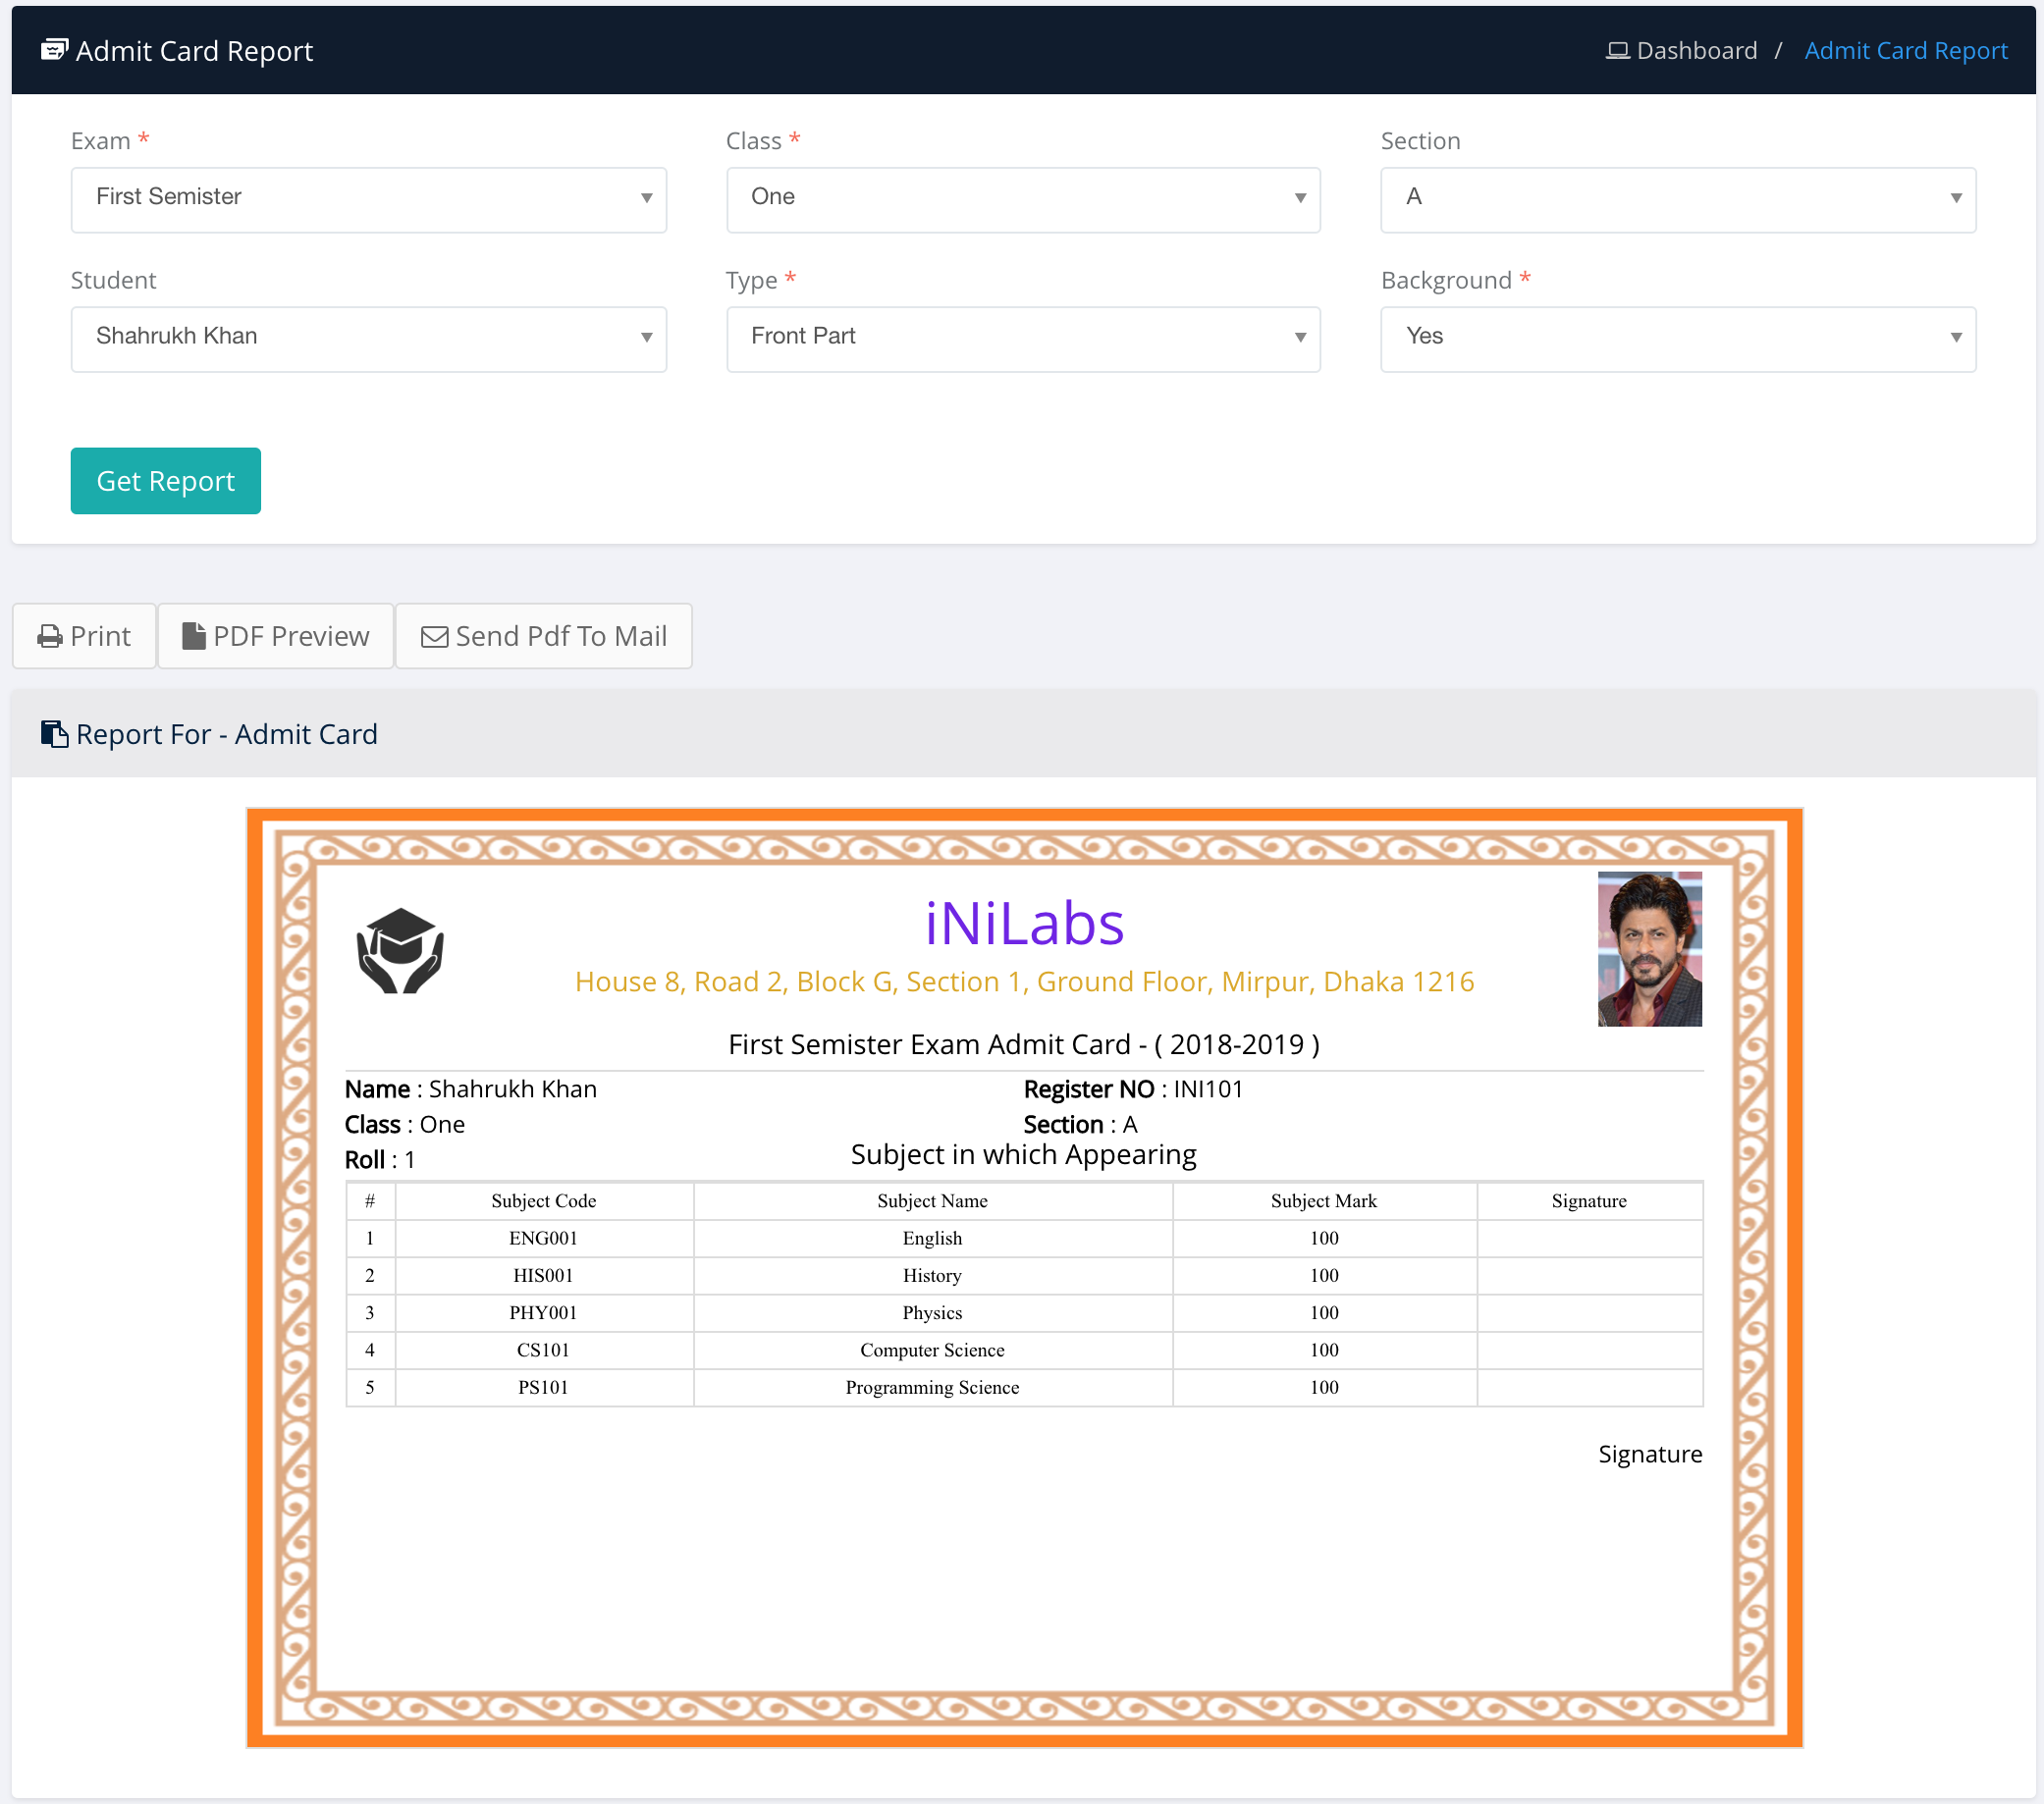 Admit Card Report
Dashboard / Admit Card Report
Exam * Class * Section
First Semister One A
Student Type * Background *
Shahrukh Khan Front Part Yes
Get Report
Print PDF Preview Send Pdf To Mail
Report For - Admit Card
iNiLabs
House 8, Road 2, Block G, Section 1, Ground Floor, Mirpur, Dhaka 1216
First Semister Exam Admit Card - ( 2018-2019 )
Name : Shahrukh Khan Register NO : INI101
Class : One Section : A
Roll : 1
Subject in which Appearing
# Subject Code Subject Name Subject Mark Signature
1 ENG001 English 100
2 HIS001 History 100
3 PHY001 Physics 100
4 CS101 Computer Science 100
5 PS101 Programming Science 100
Signature